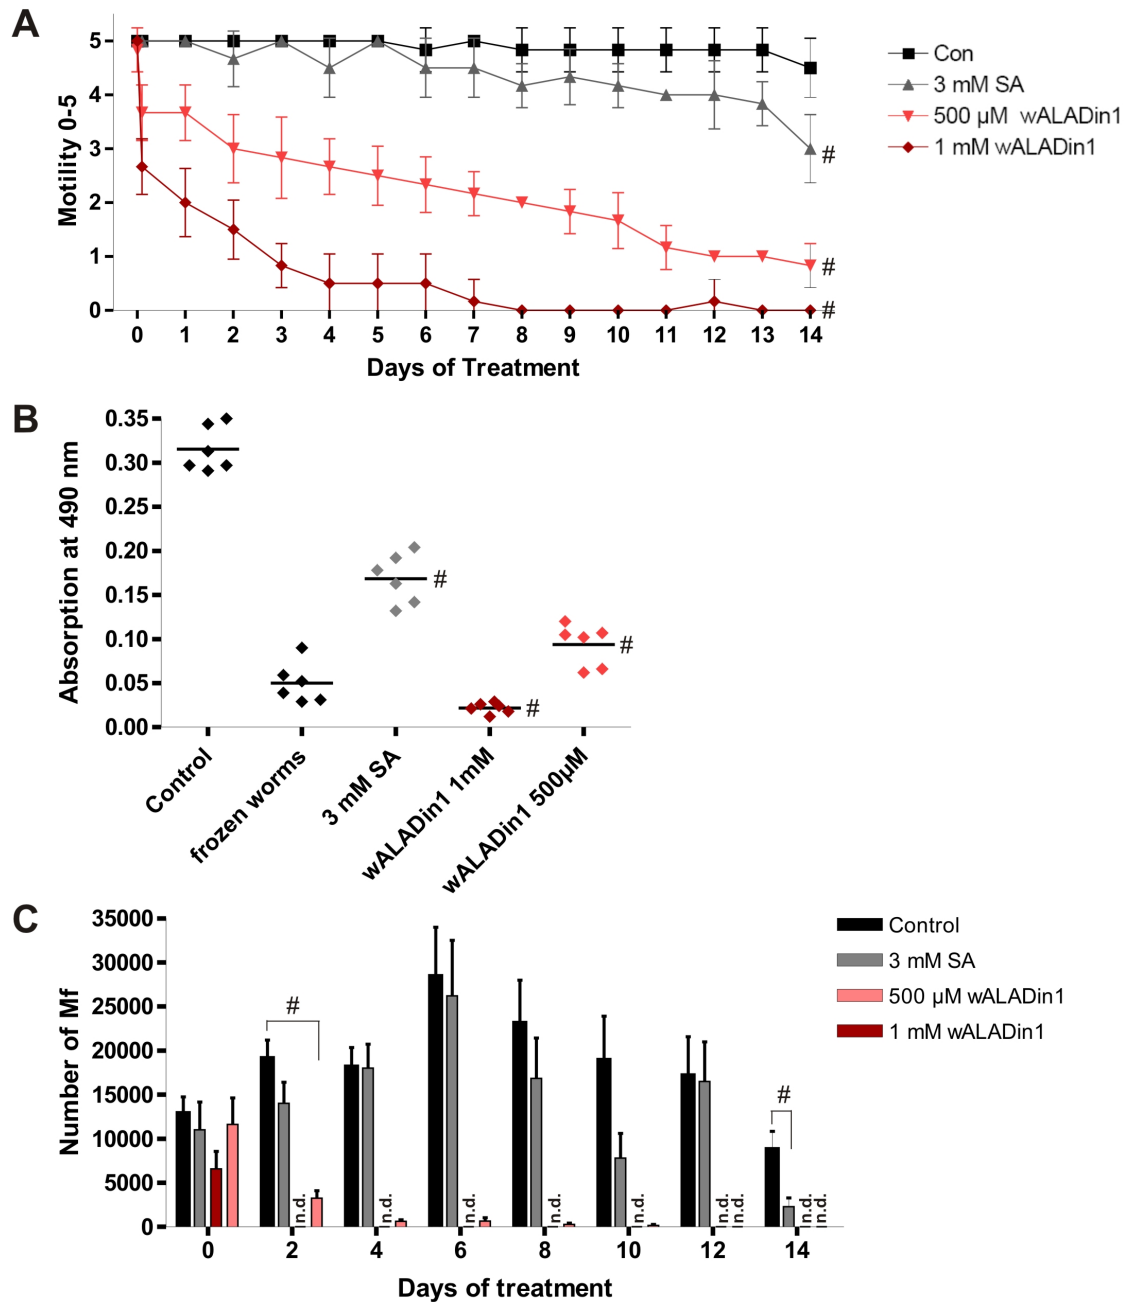 A
5
4
3
2
1
0
Motility 0-5
0 1 2 3 4 5 6 7 8 9 10 11 12 13 14
Days of Treatment
#
#
#
Con
3 mM SA
500 µM wALADin1
1 mM wALADin1
B
0.35
0.30
0.25
0.20
0.15
0.10
0.05
0.00
Absorption at 490 nm
#
#
#
Control
frozen worms
3 mM SA
wALADin1 1mM
wALADin1 500µM
C
35000
30000
25000
20000
15000
10000
5000
0
Number of Mf
#
#
n.d.
n.d.
n.d.
n.d.
n.d.
n.d.
n.d.
n.d.
n.d.
0 2 4 6 8 10 12 14
Days of treatment
Control
3 mM SA
500 µM wALADin1
1 mM wALADin1